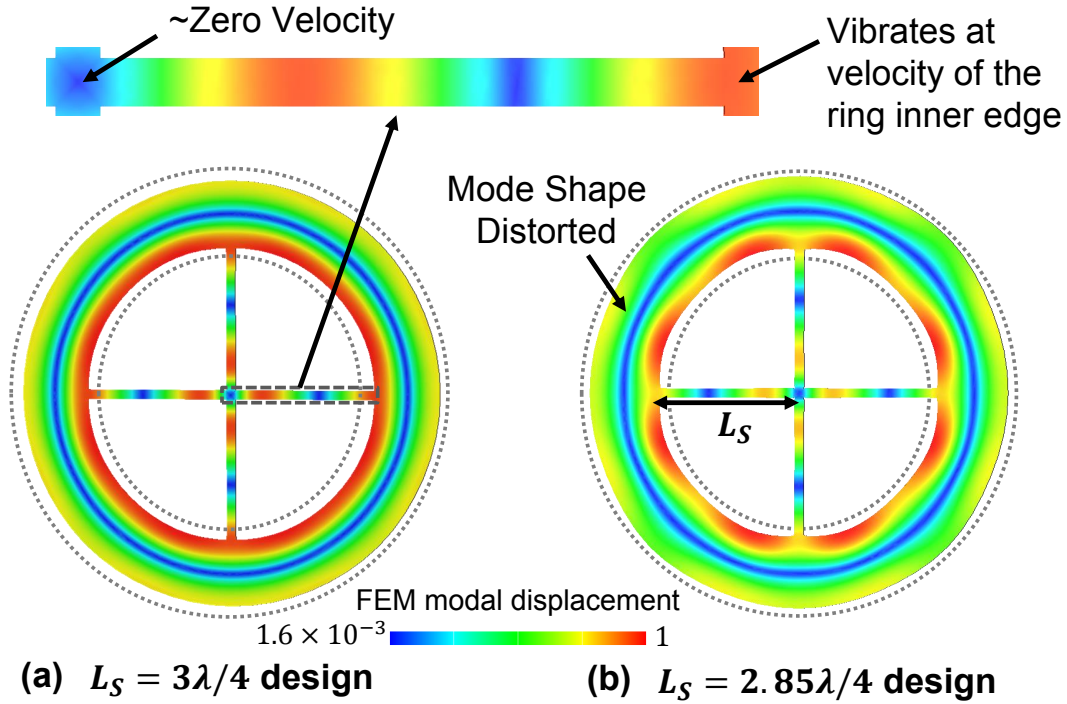 ~Zero Velocity
Vibrates at
velocity of the
ring inner edge
Mode Shape
Distorted
L_S
FEM modal displacement
1.6 × 10⁻³
1
(a) L_S = 3λ/4 design
(b) L_S = 2.85λ/4 design